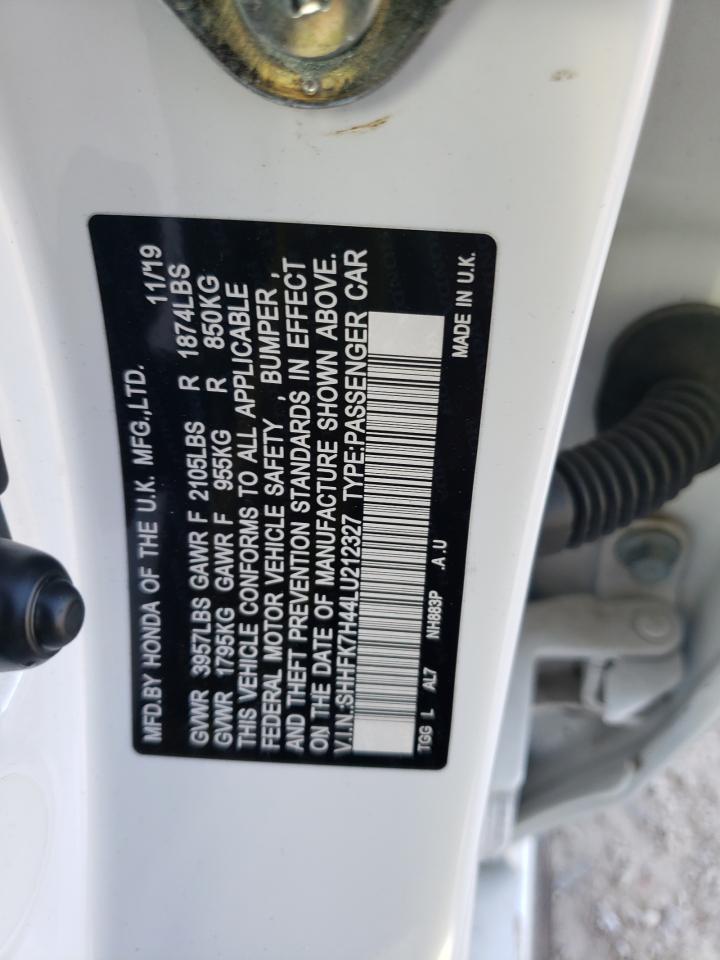 MFD.BY HONDA OF THE U.K. MFG.,LTD. 11/19
GVWR 3957LBS GAWR F 2105LBS R 1874LBS
GVWR 1795KG GAWR F 955KG R 850KG
THIS VEHICLE CONFORMS TO ALL APPLICABLE
FEDERAL MOTOR VEHICLE SAFETY, BUMPER,
AND THEFT PREVENTION STANDARDS IN EFFECT
ON THE DATE OF MANUFACTURE SHOWN ABOVE.
V.I.N.:SHHFK7H44LU212327 TYPE:PASSENGER CAR
TGG L AL7 NH883P .A.U MADE IN U.K.